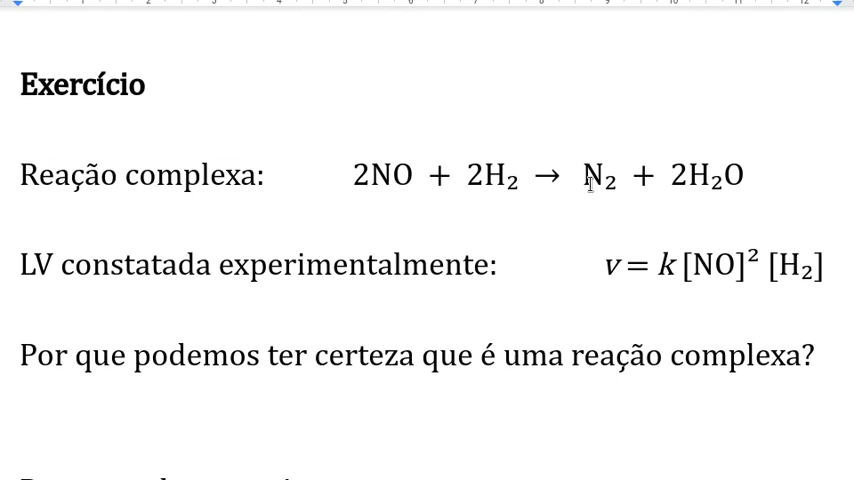 Exercício
Reação complexa: 2NO + 2H₂ → N₂ + 2H₂O
LV constatada experimentalmente: v = k [NO]² [H₂]
Por que podemos ter certeza que é uma reação complexa?